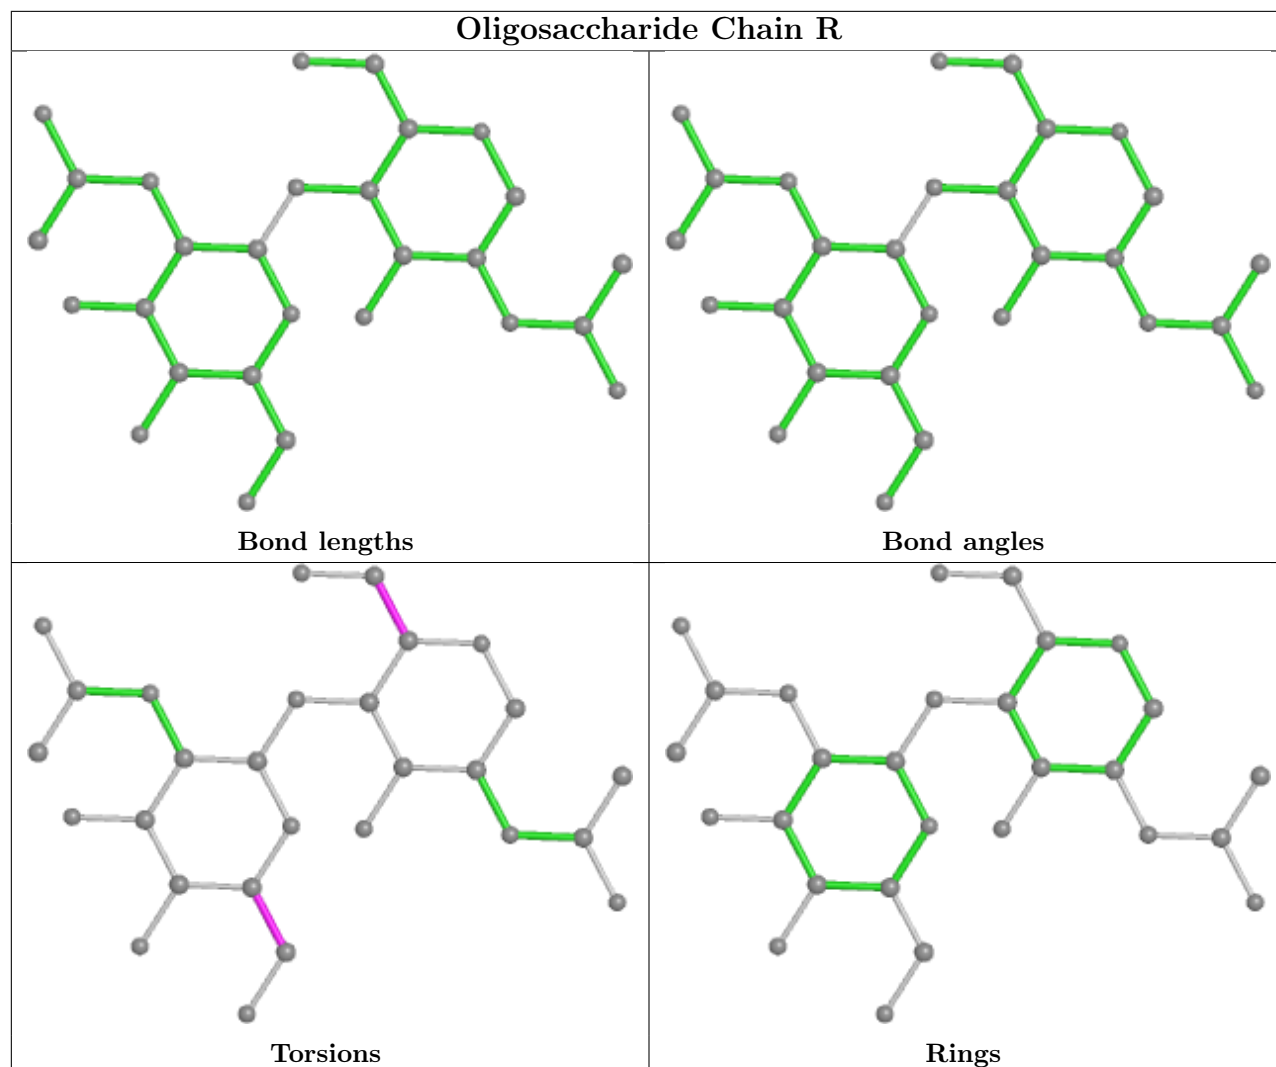 Oligosaccharide Chain R
Bond lengths
Bond angles
Torsions
Rings